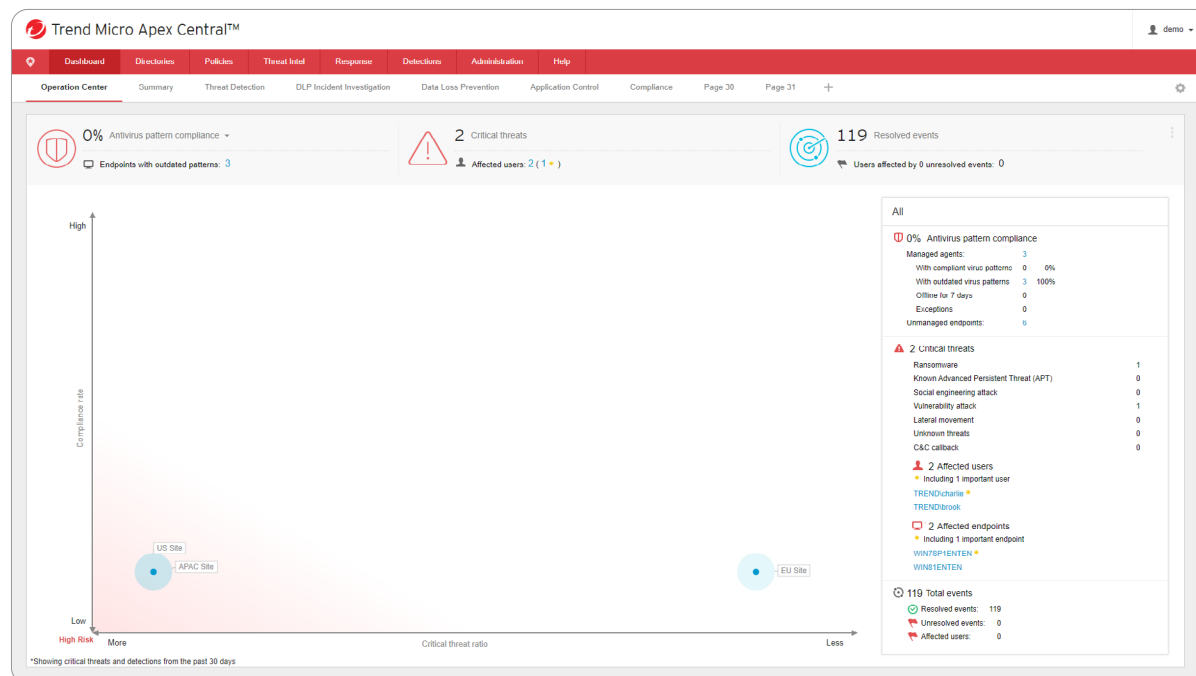 Trend Micro Apex Central™
demo
Dashboard Directories Policies Threat Intel Response Detections Administration Help
Operation Center Summary Threat Detection DLP Incident Investigation Data Loss Prevention Application Control Compliance Page 30 Page 31 +
0% Antivirus pattern compliance
Endpoints with outdated patterns: 3
2 Critical threats
Affected users: 2 ( 1 )
119 Resolved events
Users affected by 0 unresolved events: 0
High
Compliance rate
US Site
APAC Site
EU Site
Low
High Risk
More
Critical threat ratio
Less
*Showing critical threats and detections from the past 30 days
All
0% Antivirus pattern compliance
Managed agents: 3
With compliant virus patterns 0 0%
With outdated virus patterns 3 100%
Offline for 7 days 0
Exceptions 0
Unmanaged endpoints: 6
2 Critical threats
Ransomware 1
Known Advanced Persistent Threat (APT) 0
Social engineering attack 0
Vulnerability attack 1
Lateral movement 0
Unknown threats 0
C&C callback 0
2 Affected users
Including 1 important user
TREND\charlie
TREND\brook
2 Affected endpoints
Including 1 important endpoint
WIN7SP1ENTEN
WIN81ENTEN
119 Total events
Resolved events: 119
Unresolved events: 0
Affected users: 0